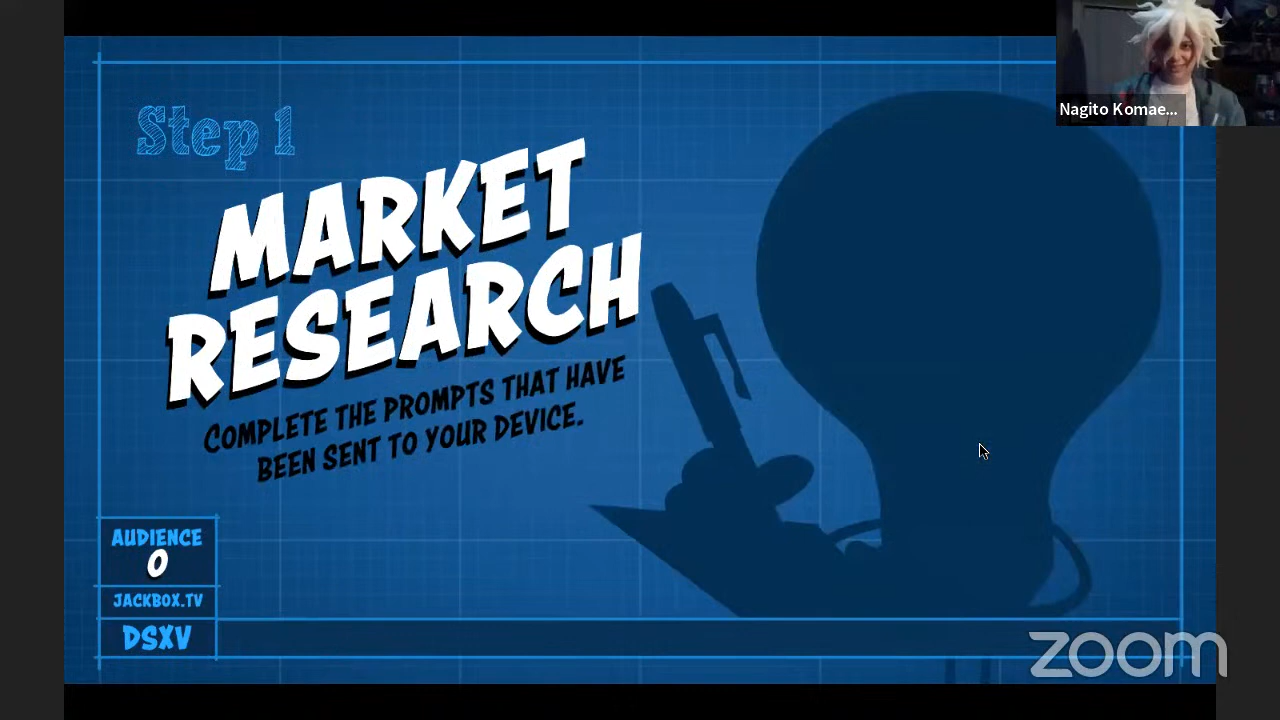 Nagito Komae...
Step 1
MARKET
RESEARCH
COMPLETE THE PROMPTS THAT HAVE
BEEN SENT TO YOUR DEVICE.
AUDIENCE
0
JACKBOX.TV
DSXV
zoom